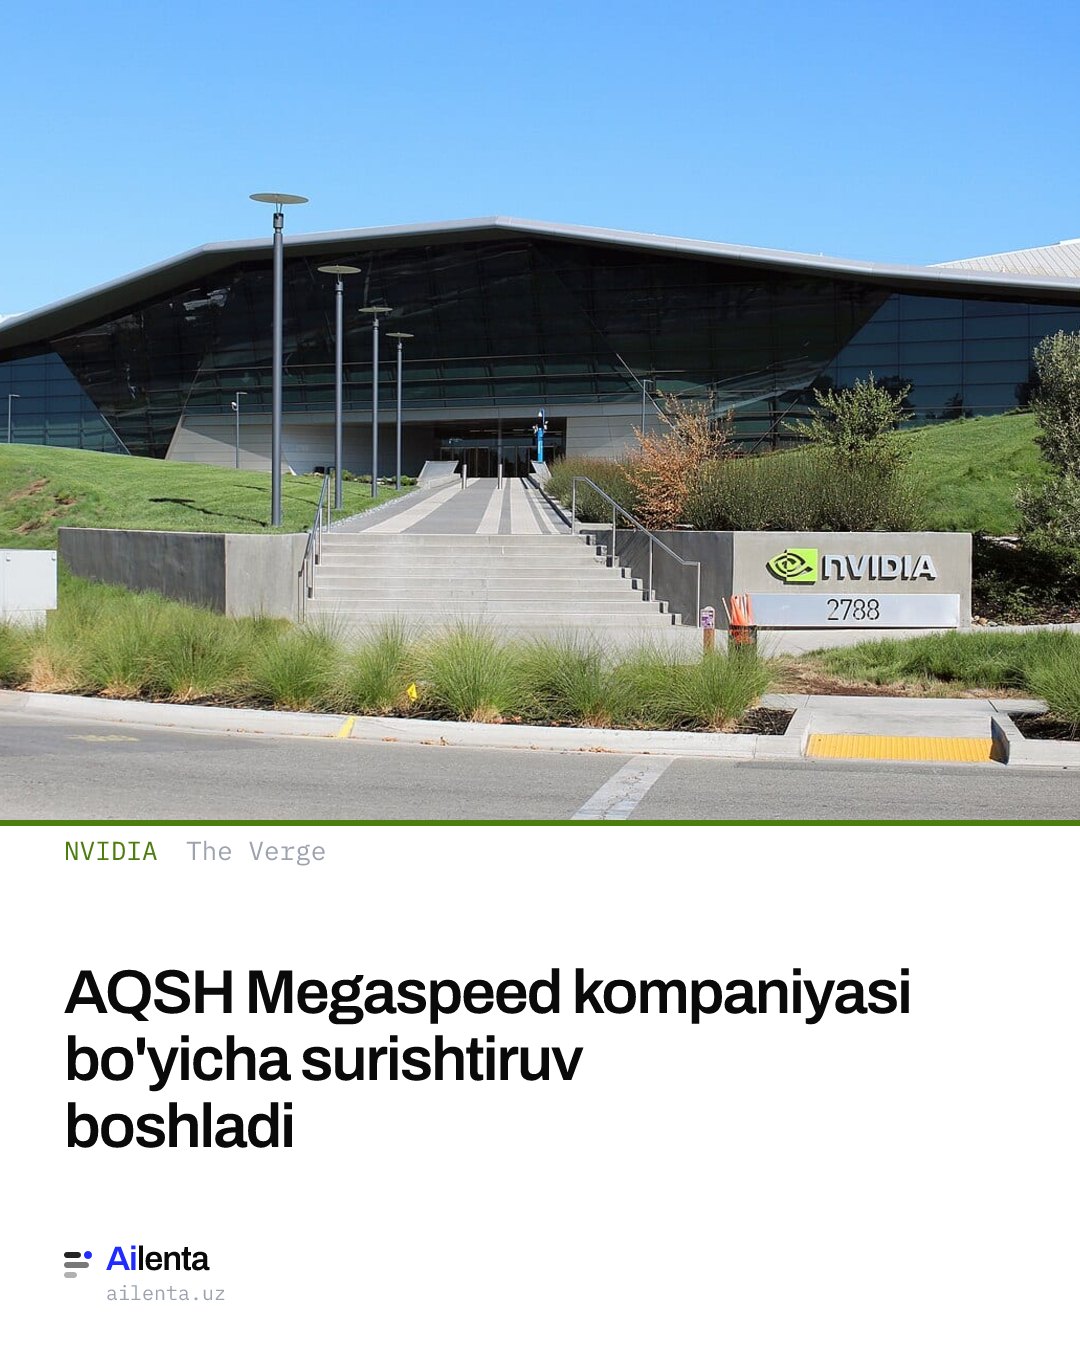 NVIDIA
2788
NVIDIA The Verge
AQSH Megaspeed kompaniyasi
bo'yicha surishtiruv
boshladi
Ailenta
ailenta.uz